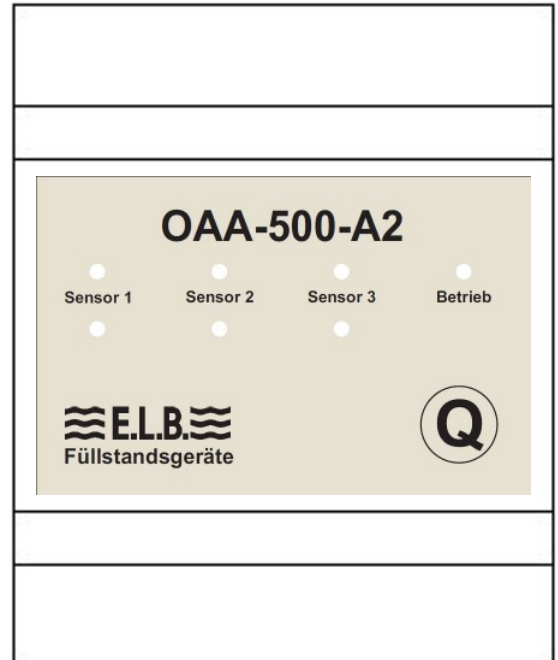 OAA-500-A2
Sensor 1 Sensor 2 Sensor 3 Betrieb
E.L.B.
Füllstandsgeräte
Q